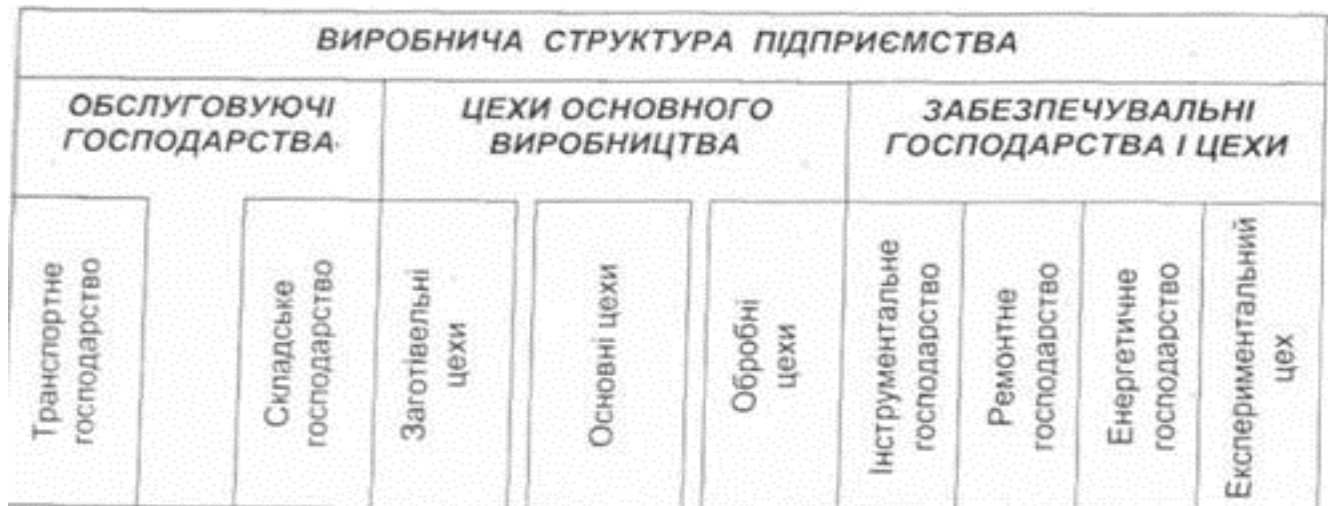 ВИРОБНИЧА СТРУКТУРА ПІДПРИЄМСТВА
ОБСЛУГОВУЮЧІ
ГОСПОДАРСТВА
ЦЕХИ ОСНОВНОГО
ВИРОБНИЦТВА
ЗАБЕЗПЕЧУВАЛЬНІ
ГОСПОДАРСТВА І ЦЕХИ
Транспортне
господарство
Складське
господарство
Заготівельні
цехи
Основні цехи
Обробні
цехи
Інструментальне
господарство
Ремонтне
господарство
Енергетичне
господарство
Експериментальний
цех